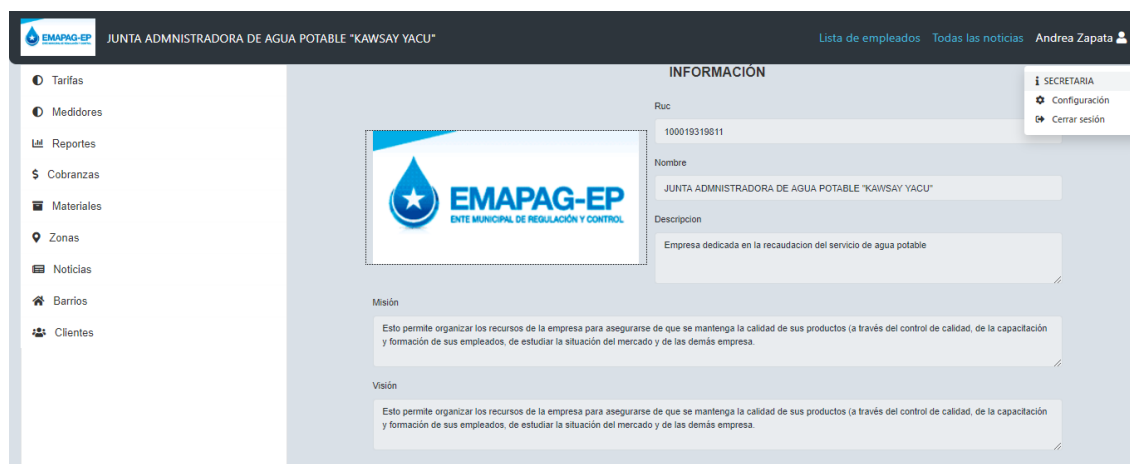 EMAPAG-EP
JUNTA ADMNISTRADORA DE AGUA POTABLE "KAWSAY YACU"
Lista de empleados
Todas las noticias
Andrea Zapata
SECRETARIA
Configuración
Cerrar sesión
Tarifas
Medidores
Reportes
$ Cobranzas
Materiales
Zonas
Noticias
Barrios
Clientes
INFORMACIÓN
EMAPAG-EP
ENTE MUNICIPAL DE REGULACIÓN Y CONTROL
Ruc
100019319811
Nombre
JUNTA ADMNISTRADORA DE AGUA POTABLE "KAWSAY YACU"
Descripcion
Empresa dedicada en la recaudacion del servicio de agua potable
Misión
Esto permite organizar los recursos de la empresa para asegurarse de que se mantenga la calidad de sus productos (a través del control de calidad, de la capacitación
y formación de sus empleados, de estudiar la situación del mercado y de las demás empresa.
Visión
Esto permite organizar los recursos de la empresa para asegurarse de que se mantenga la calidad de sus productos (a través del control de calidad, de la capacitación
y formación de sus empleados, de estudiar la situación del mercado y de las demás empresa.